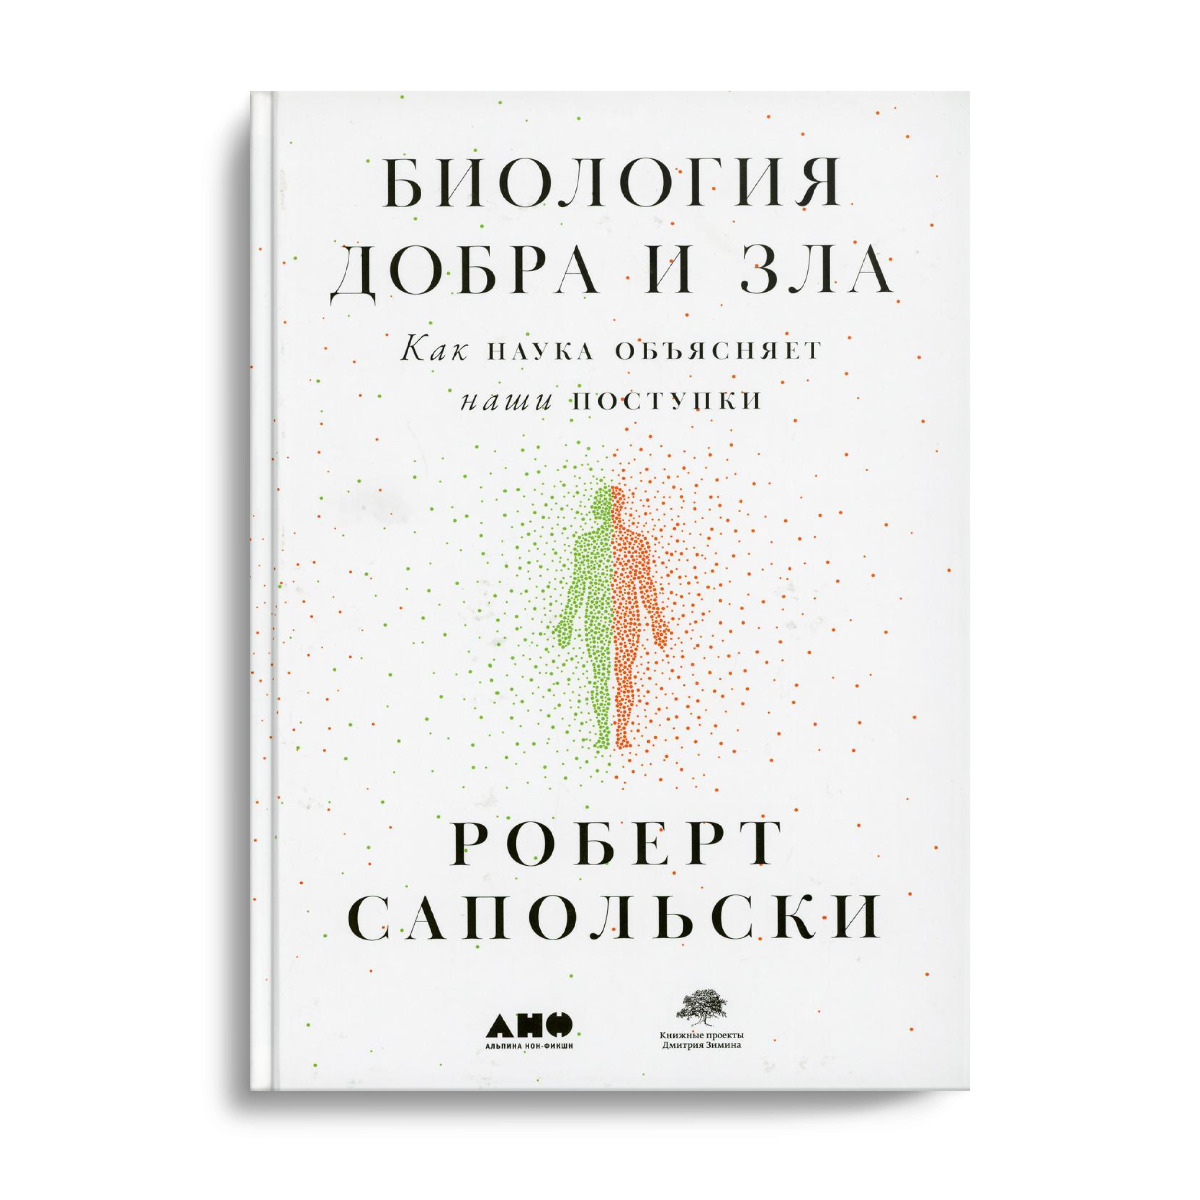 БИОЛОГИЯ
ДОБРА И ЗЛА
Как НАУКА ОБЪЯСНЯЕТ
наши ПОСТУПКИ
РОБЕРТ
САПОЛЬСКИ
АНФ
АЛЬПИНА НОН-ФИКШН
Книжные проекты
Дмитрия Зимина